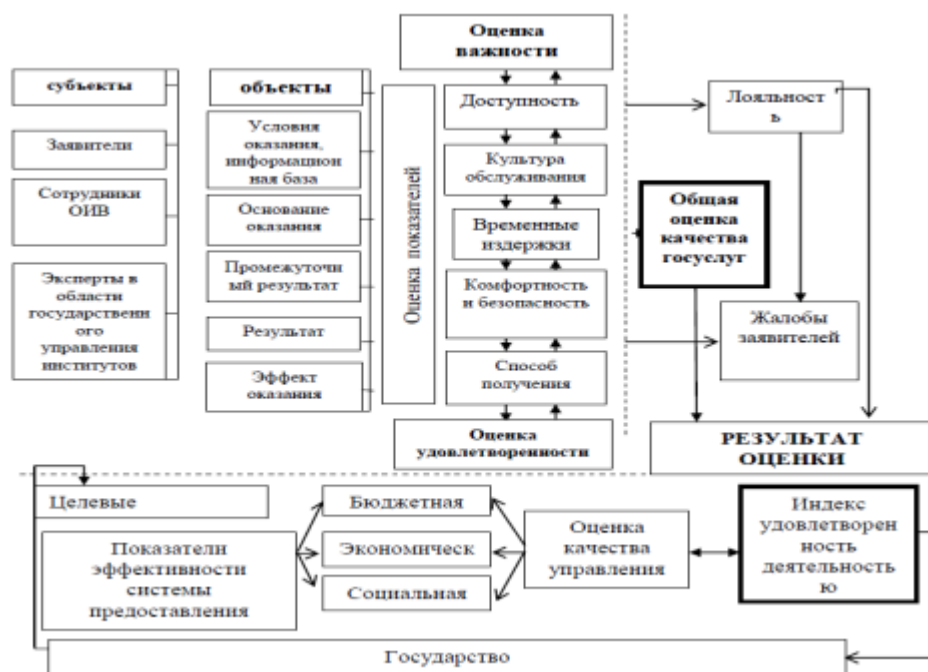 субъекты
Заявители
Сотрудники
ОИВ
Эксперты в
области
государственн
ого
управления
институтов
объекты
Условия
оказания,
информацион
ная база
Основание
оказания
Промежуточн
ый результат
Результат
Эффект
оказания
Оценка показателей
Оценка
важности
Доступность
Культура
обслуживания
Временные
издержки
Комфортность
и безопасность
Способ
получения
Оценка
удовлетворенности
Лояльност
ь
Общая
оценка
качества
госуслуг
Жалобы
заявителей
РЕЗУЛЬТАТ
ОЦЕНКИ
Целевые
Показатели
эффективности
системы
предоставления
Бюджетная
Экономическ
Социальная
Оценка
качества
управления
Индекс
удовлетворен
ность
деятельность
ю
Государство